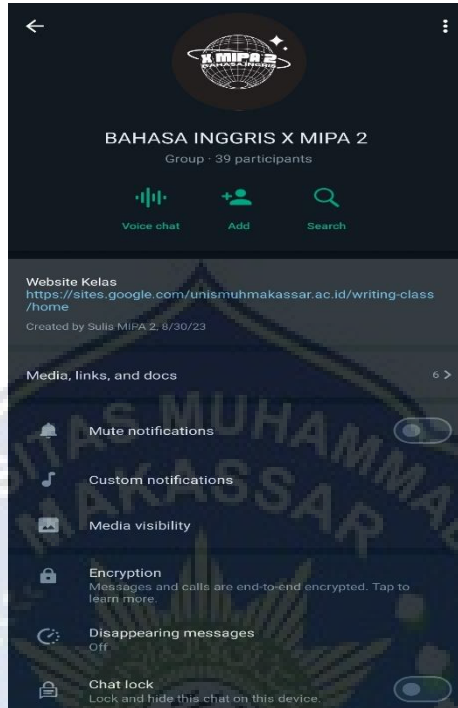 X MIPA 2
BAHASA INGGRIS
BAHASA INGGRIS X MIPA 2
Group · 39 participants
Voice chat
Add
Search
Website Kelas
https://sites.google.com/unismuhmakassar.ac.id/writing-class
/home
Created by Sulis MIPA 2, 8/30/23
Media, links, and docs
6 >
Mute notifications
SITAS MUHAMMA
Custom notifications
MAKASSAR
Media visibility
Encryption
Messages and calls are end-to-end encrypted. Tap to
learn more.
Disappearing messages
Off
Chat lock
Lock and hide this chat on this device.